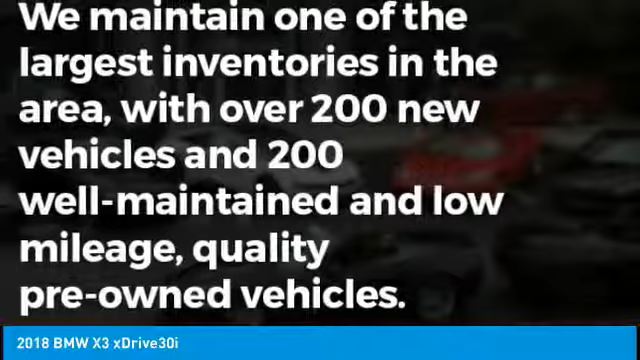 We maintain one of the
largest inventories in the
area, with over 200 new
vehicles and 200
well-maintained and low
mileage, quality
pre-owned vehicles.
2018 BMW X3 xDrive30i